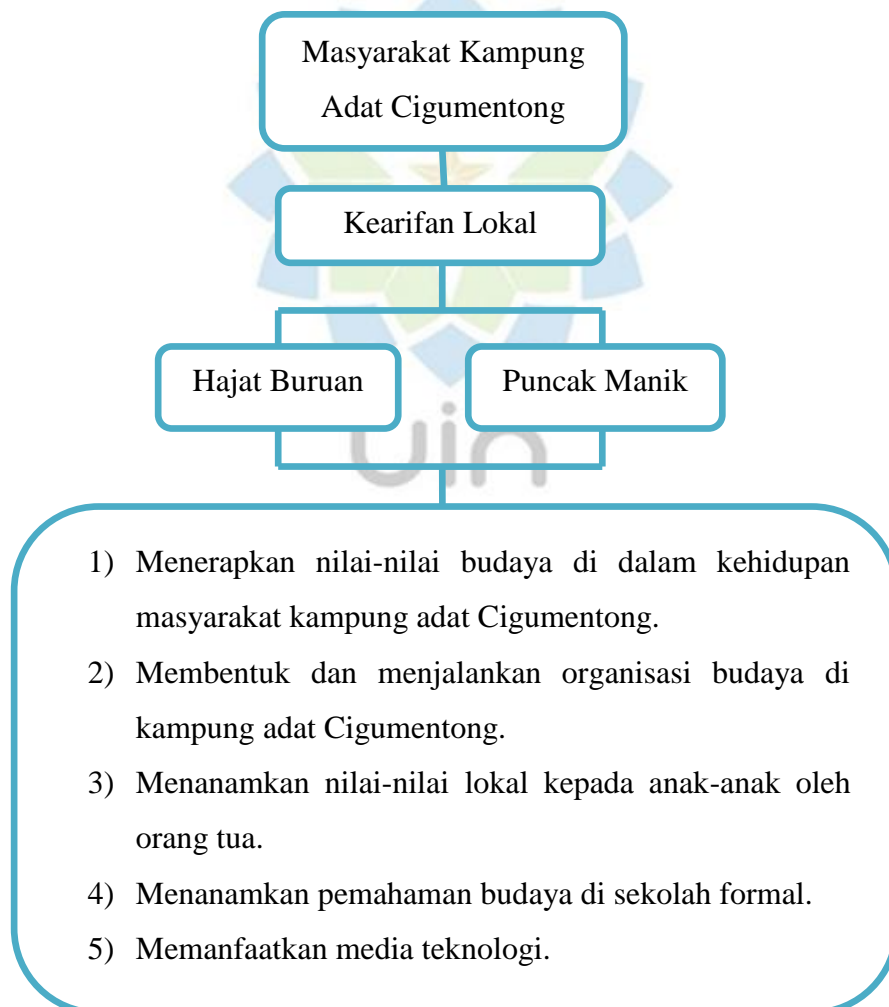 Masyarakat Kampung
Adat Cigumentong
Kearifan Lokal
Hajat Buruan
Puncak Manik
uin
1) Menerapkan nilai-nilai budaya di dalam kehidupan
masyarakat kampung adat Cigumentong.
2) Membentuk dan menjalankan organisasi budaya di
kampung adat Cigumentong.
3) Menanamkan nilai-nilai lokal kepada anak-anak oleh
orang tua.
4) Menanamkan pemahaman budaya di sekolah formal.
5) Memanfaatkan media teknologi.